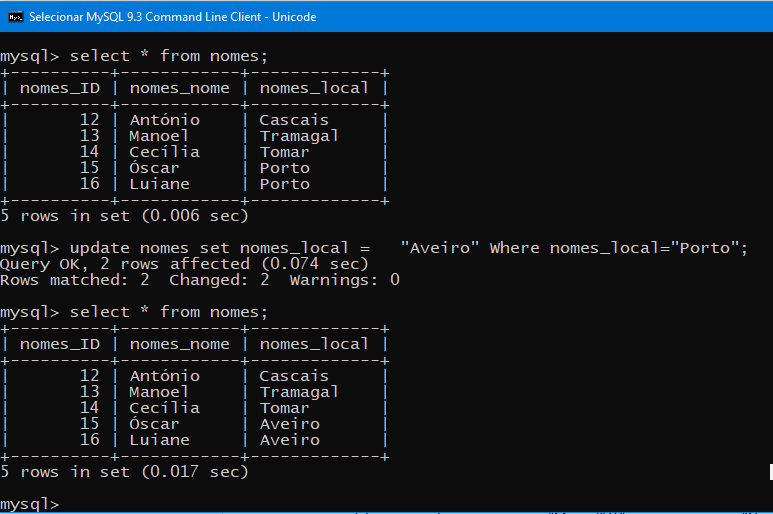 Selecionar MySQL 9.3 Command Line Client - Unicode
mysql> select * from nomes;
+----------+------------+-------------+
| nomes_ID | nomes_nome | nomes_local |
+----------+------------+-------------+
|       12 | António    | Cascais     |
|       13 | Manoel     | Tramagal    |
|       14 | Cecília    | Tomar       |
|       15 | Óscar      | Porto       |
|       16 | Luiane     | Porto       |
+----------+------------+-------------+
5 rows in set (0.006 sec)
mysql> update nomes set nomes_local =   "Aveiro" Where nomes_local="Porto";
Query OK, 2 rows affected (0.074 sec)
Rows matched: 2  Changed: 2  Warnings: 0
mysql> select * from nomes;
+----------+------------+-------------+
| nomes_ID | nomes_nome | nomes_local |
+----------+------------+-------------+
|       12 | António    | Cascais     |
|       13 | Manoel     | Tramagal    |
|       14 | Cecília    | Tomar       |
|       15 | Óscar      | Aveiro      |
|       16 | Luiane     | Aveiro      |
+----------+------------+-------------+
5 rows in set (0.017 sec)
mysql>